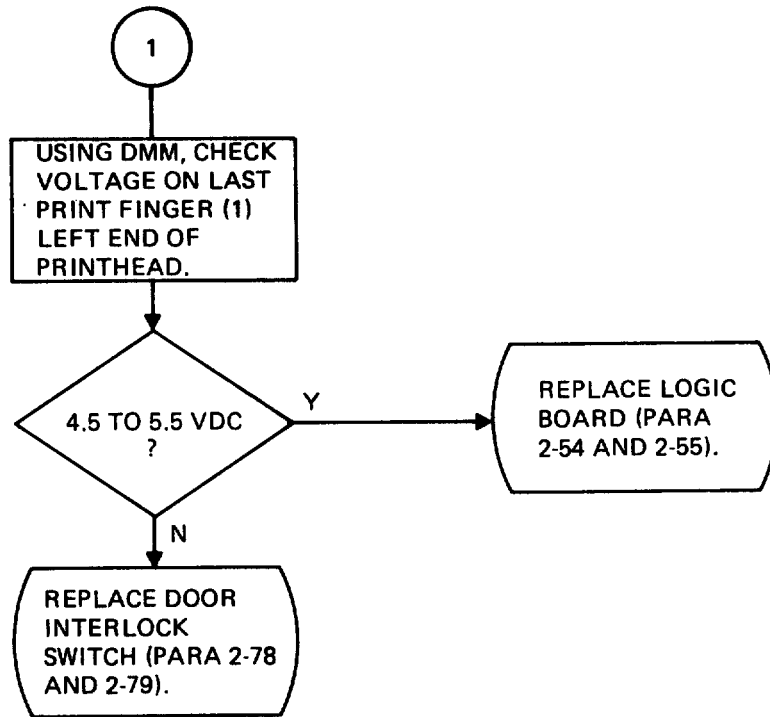 1
USING DMM, CHECK
VOLTAGE ON LAST
PRINT FINGER (1)
LEFT END OF
PRINTHEAD.
4.5 TO 5.5 VDC
?
Y
REPLACE LOGIC
BOARD (PARA
2-54 AND 2-55).
N
REPLACE DOOR
INTERLOCK
SWITCH (PARA 2-78
AND 2-79).